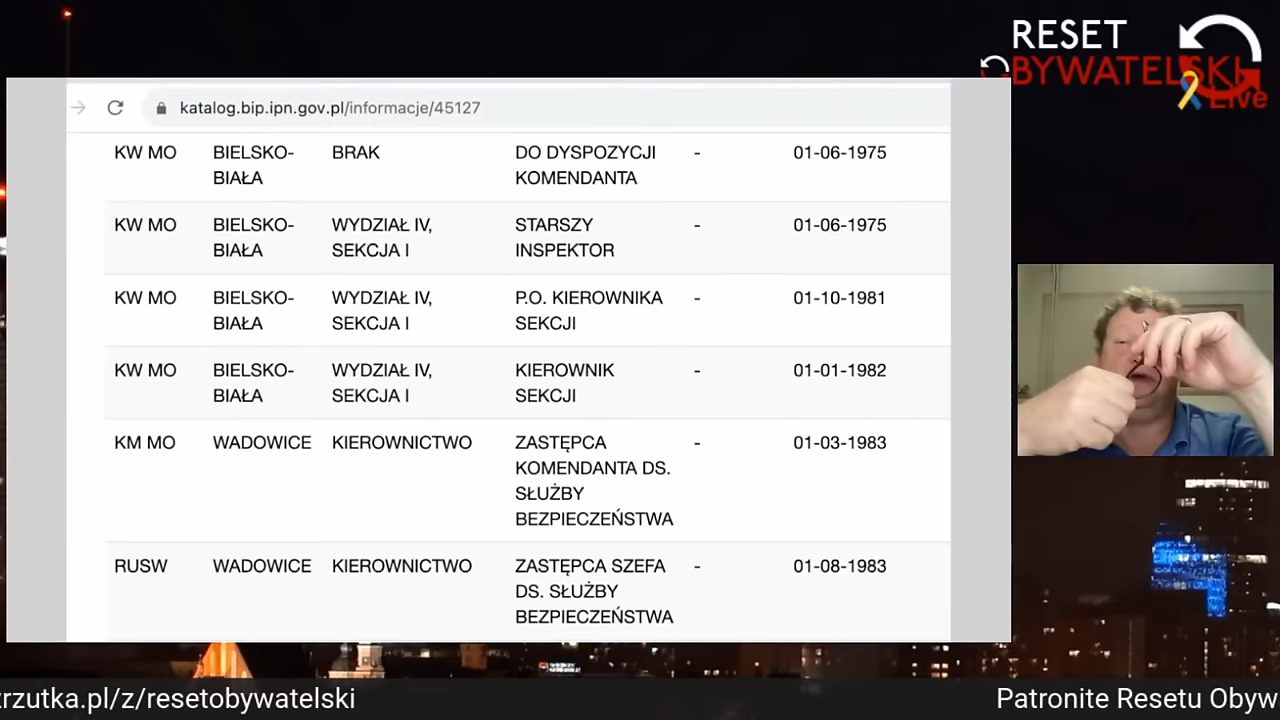 RESET
OBYWATELSKI
Live
katalog.bip.ipn.gov.pl/informacje/45127
KW MO BIELSKO- BRAK DO DYSPOZYCJI - 01-06-1975
BIAŁA KOMENDANTA
KW MO BIELSKO- WYDZIAŁ IV, STARSZY - 01-06-1975
BIAŁA SEKCJA I INSPEKTOR
KW MO BIELSKO- WYDZIAŁ IV, P.O. KIEROWNIKA - 01-10-1981
BIAŁA SEKCJA I SEKCJI
KW MO BIELSKO- WYDZIAŁ IV, KIEROWNIK - 01-01-1982
BIAŁA SEKCJA I SEKCJI
KM MO WADOWICE KIEROWNICTWO ZASTĘPCA - 01-03-1983
KOMENDANTA DS.
SŁUŻBY
BEZPIECZEŃSTWA
RUSW WADOWICE KIEROWNICTWO ZASTĘPCA SZEFA - 01-08-1983
DS. SŁUŻBY
BEZPIECZEŃSTWA
rzutka.pl/z/resetobywatelski Patronite Resetu Obyw